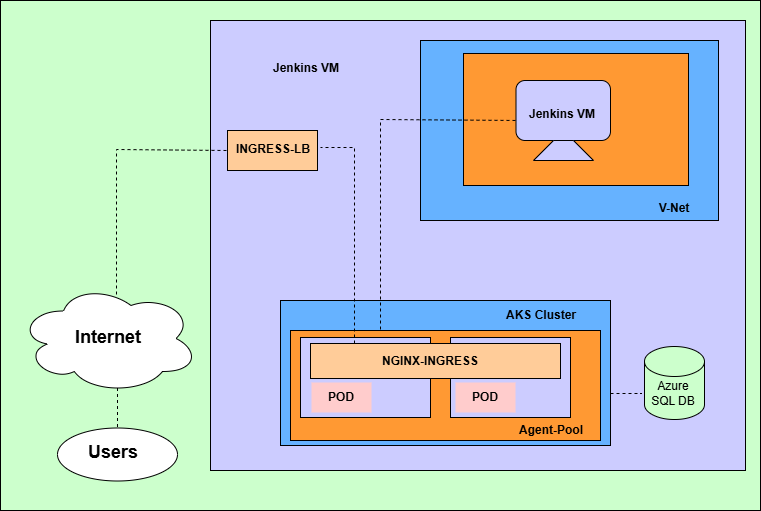 Jenkins VM
Jenkins VM
INGRESS-LB
V-Net
Internet
AKS Cluster
NGINX-INGRESS
POD
POD
Agent-Pool
Azure
SQL DB
Users